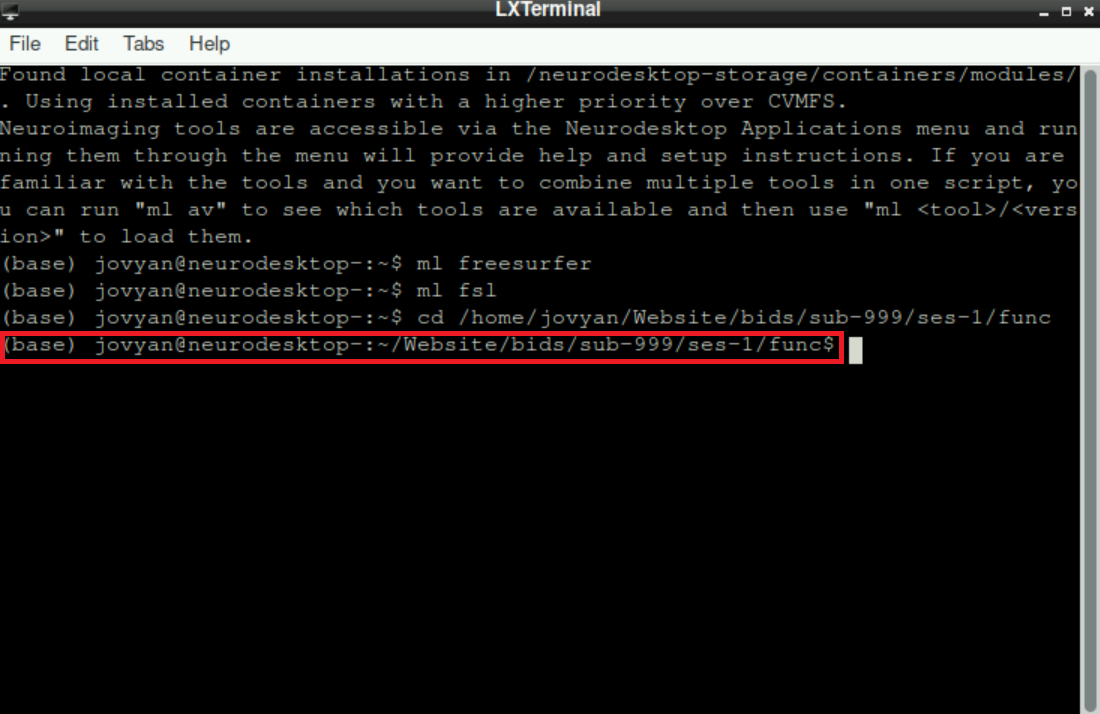 LXTerminal
File Edit Tabs Help
Found local container installations in /neurodesktop-storage/containers/modules/
. Using installed containers with a higher priority over CVMFS.
Neuroimaging tools are accessible via the Neurodesktop Applications menu and run
ning them through the menu will provide help and setup instructions. If you are
familiar with the tools and you want to combine multiple tools in one script, yo
u can run "ml av" to see which tools are available and then use "ml <tool>/<vers
ion>" to load them.
(base) jovyan@neurodesktop-:~$ ml freesurfer
(base) jovyan@neurodesktop-:~$ ml fsl
(base) jovyan@neurodesktop-:~$ cd /home/jovyan/Website/bids/sub-999/ses-1/func
(base) jovyan@neurodesktop-:~/Website/bids/sub-999/ses-1/func$